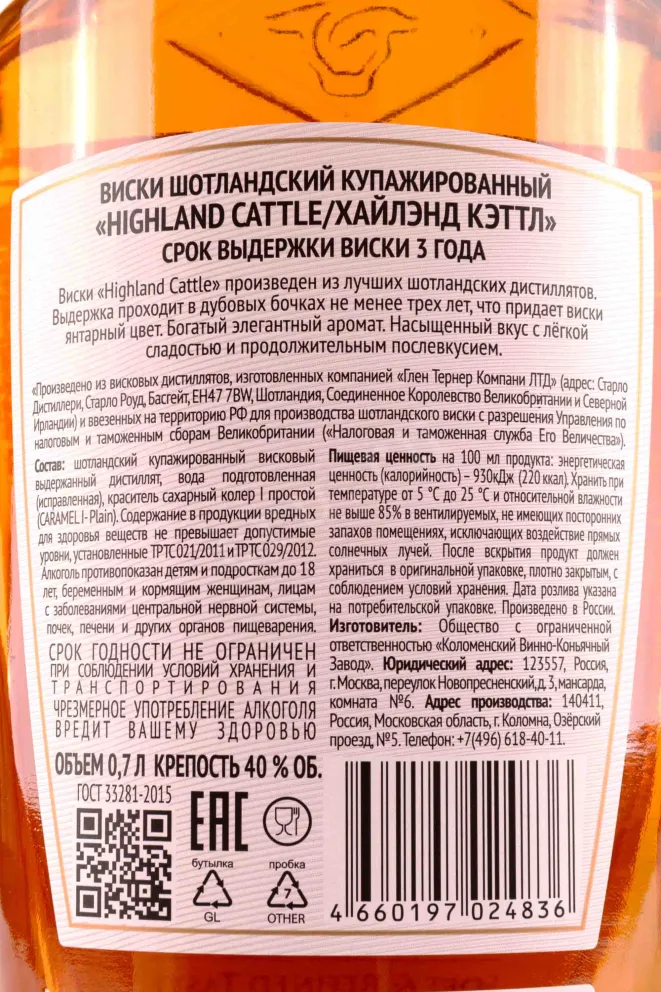 ВИСКИ ШОТЛАНДСКИЙ КУПАЖИРОВАННЫЙ
«HIGHLAND CATTLE/ХАЙЛЭНД КЭТТЛ»
СРОК ВЫДЕРЖКИ ВИСКИ 3 ГОДА
Виски «Highland Cattle» произведен из лучших шотландских дистиллятов.
Выдержка проходит в дубовых бочках не менее трех лет, что придает виски
янтарный цвет. Богатый элегантный аромат. Насыщенный вкус с лёгкой
сладостью и продолжительным послевкусием.
«Произведено из висковых дистиллятов, изготовленных компанией «Глен Тернер Компани ЛТД» (адрес: Старло
Дистиллери, Старло Роуд, Басгейт, ЕН47 7BW, Шотландия, Соединенное Королевство Великобритании и Северной
Ирландии) и ввезенных на территорию РФ для производства шотландского виски с разрешения Управления по
налоговым и таможенным сборам Великобритании («Налоговая и таможенная служба Его Величества»).
Состав: шотландский купажированный висковый
выдержанный дистиллят, вода подготовленная
(исправленная), краситель сахарный колер I простой
(CARAMEL I- Plain). Содержание в продукции вредных
для здоровья веществ не превышает допустимые
уровни, установленные ТР ТС 021/2011 и ТР ТС 029/2012.
Алкоголь противопоказан детям и подросткам до 18
лет, беременным и кормящим женщинам, лицам
с заболеваниями центральной нервной системы,
почек, печени и других органов пищеварения.
СРОК ГОДНОСТИ НЕ ОГРАНИЧЕН
ПРИ СОБЛЮДЕНИИ УСЛОВИЙ ХРАНЕНИЯ И
ТРАНСПОРТИРОВАНИЯ
ЧРЕЗМЕРНОЕ УПОТРЕБЛЕНИЕ АЛКОГОЛЯ
ВРЕДИТ ВАШЕМУ ЗДОРОВЬЮ
Пищевая ценность на 100 мл продукта: энергетическая
ценность (калорийность) – 930кДж (220 ккал). Хранить при
температуре от 5 °С до 25 °С и относительной влажности
не выше 85% в вентилируемых, не имеющих посторонних
запахов помещениях, исключающих воздействие прямых
солнечных лучей. После вскрытия продукт должен
храниться в оригинальной упаковке, плотно закрытым, с
соблюдением условий хранения. Дата розлива указана
на потребительской упаковке. Произведено в России.
Изготовитель: Общество с ограниченной
ответственностью «Коломенский Винно-Коньячный
Завод». Юридический адрес: 123557, Россия,
г. Москва, переулок Новопресненский, д. 3, мансарда,
комната №6. Адрес производства: 140411,
Россия, Московская область, г. Коломна, Озёрский
проезд, №5. Телефон: +7(496) 618-40-11.
ОБЪЕМ 0,7 Л КРЕПОСТЬ 40 % ОБ.
ГОСТ 33281-2015
ЕАС
бутылка
GL
пробка
7
OTHER
4 660197 024836